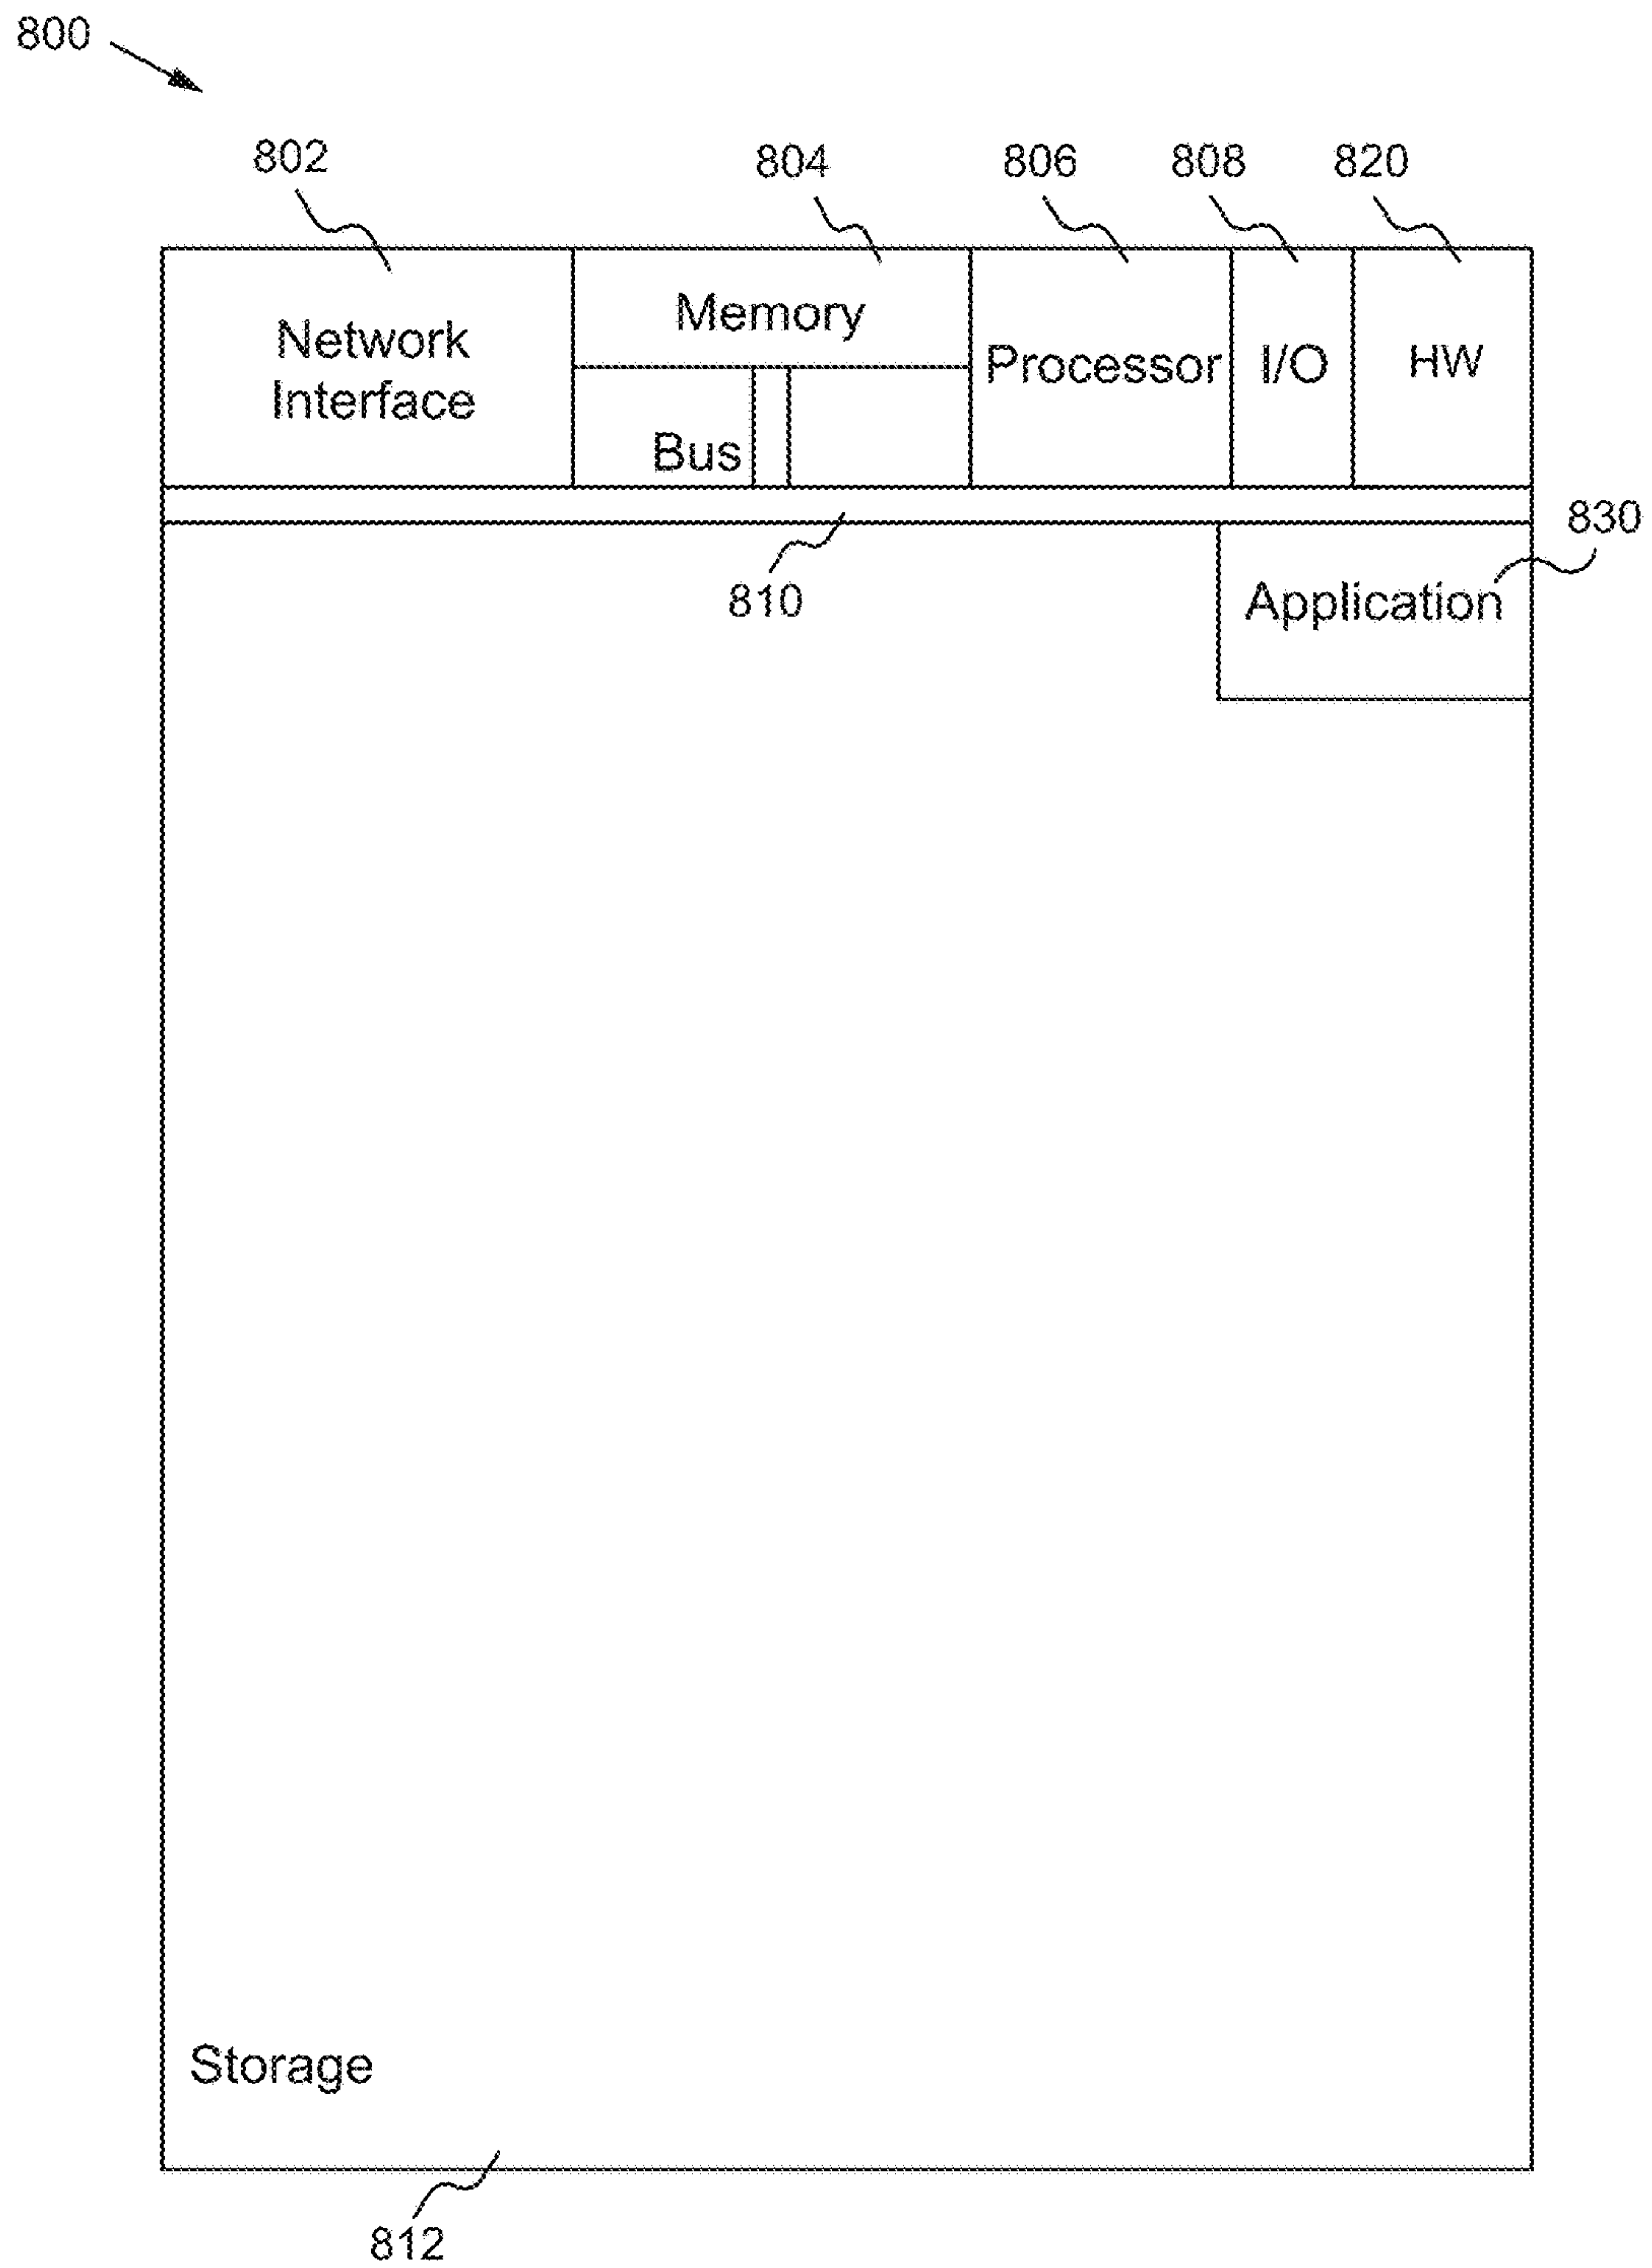 800
802
804
806
808
820
Network
Interface
Memory
Bus
Processor
I/O
HW
810
830
Application
Storage
812